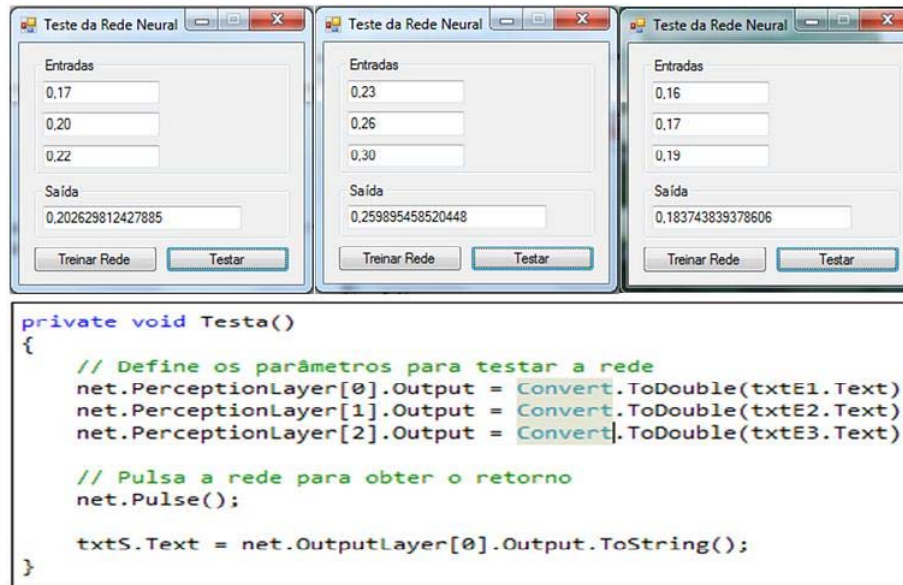 Teste da Rede Neural
Entradas
0,17
0,20
0,22
Saída
0,202629812427885
Treinar Rede Testar
Teste da Rede Neural
Entradas
0,23
0,26
0,30
Saída
0,259895458520448
Treinar Rede Testar
Teste da Rede Neural
Entradas
0,16
0,17
0,19
Saída
0,183743839378606
Treinar Rede Testar
private void Testa()
{
// Define os parâmetros para testar a rede
net.PerceptionLayer[0].Output = Convert.ToDouble(txtE1.Text)
net.PerceptionLayer[1].Output = Convert.ToDouble(txtE2.Text)
net.PerceptionLayer[2].Output = Convert.ToDouble(txtE3.Text)
// Pulsa a rede para obter o retorno
net.Pulse();
txtS.Text = net.OutputLayer[0].Output.ToString();
}